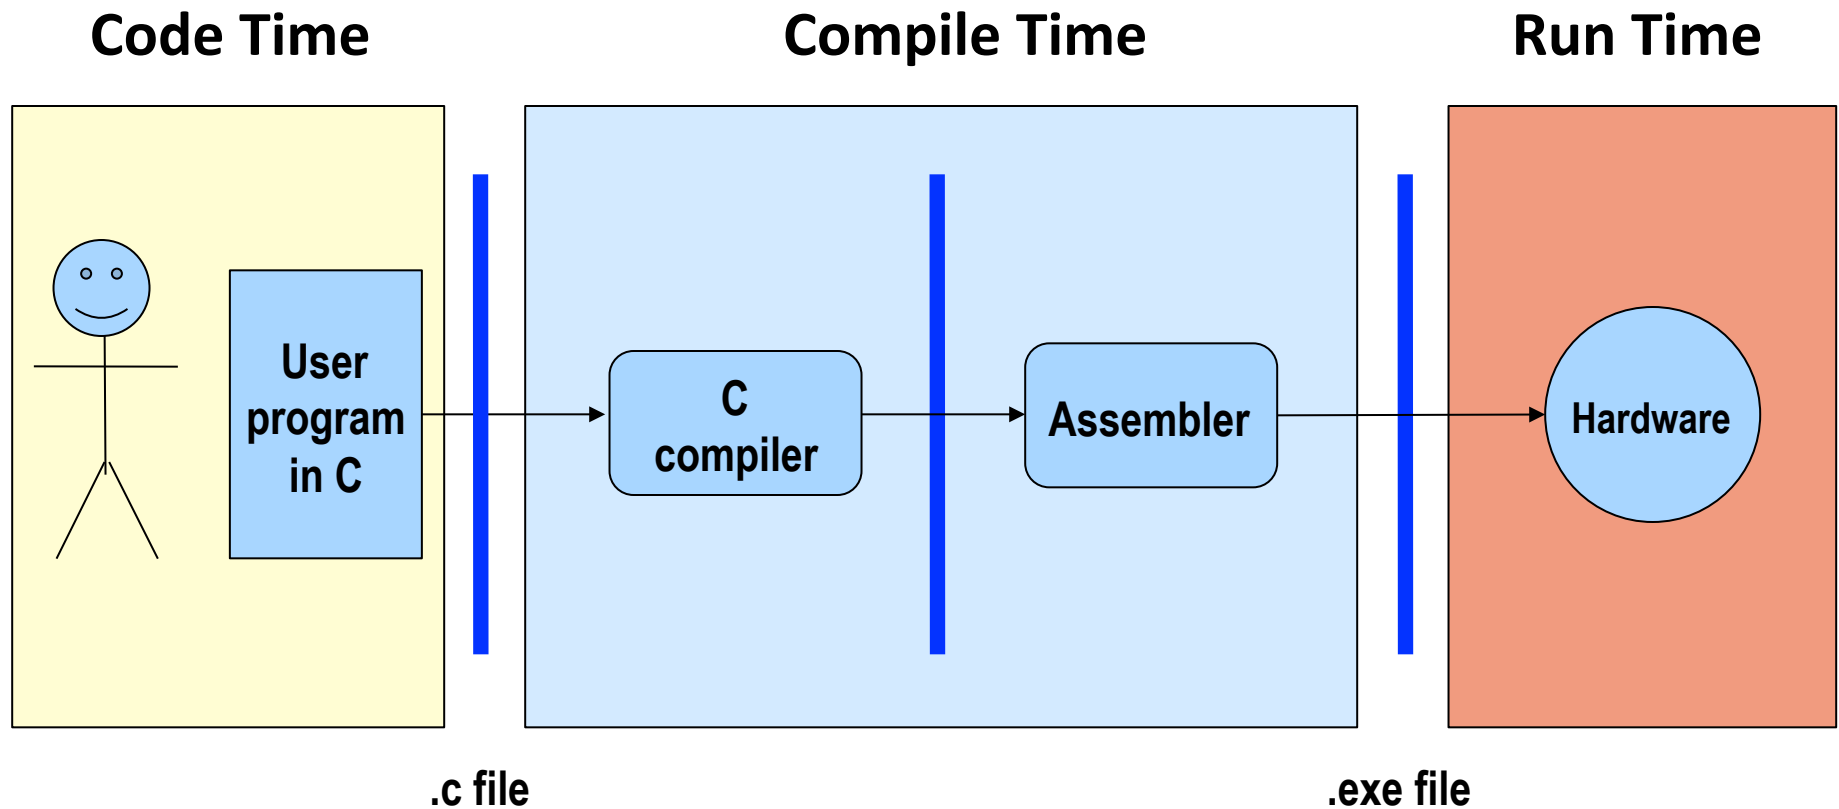 Code Time
Compile Time
Run Time
User
program
in C
C
compiler
Assembler
Hardware
.c file
.exe file